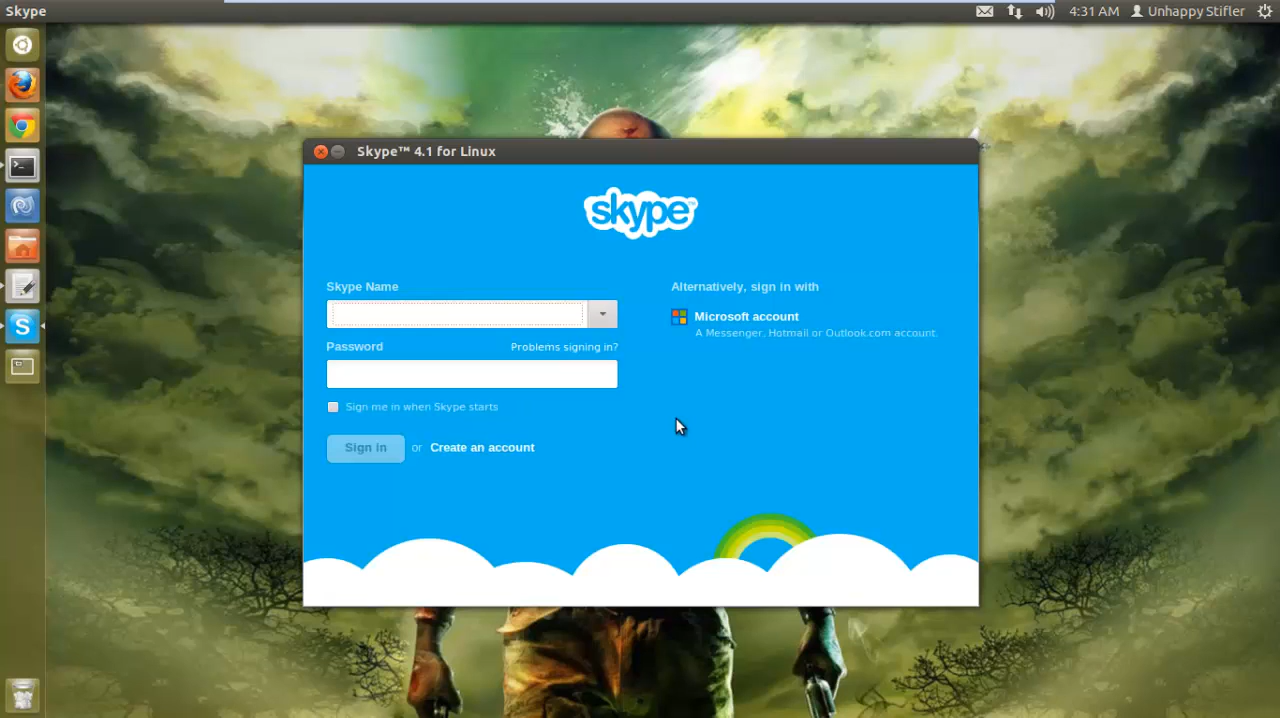 Skype
4:31 AM
Unhappy Stifler
Skype™ 4.1 for Linux
skype™
Skype Name
Alternatively, sign in with
Microsoft account
A Messenger, Hotmail or Outlook.com account.
Password
Problems signing in?
Sign me in when Skype starts
Sign in
or
Create an account